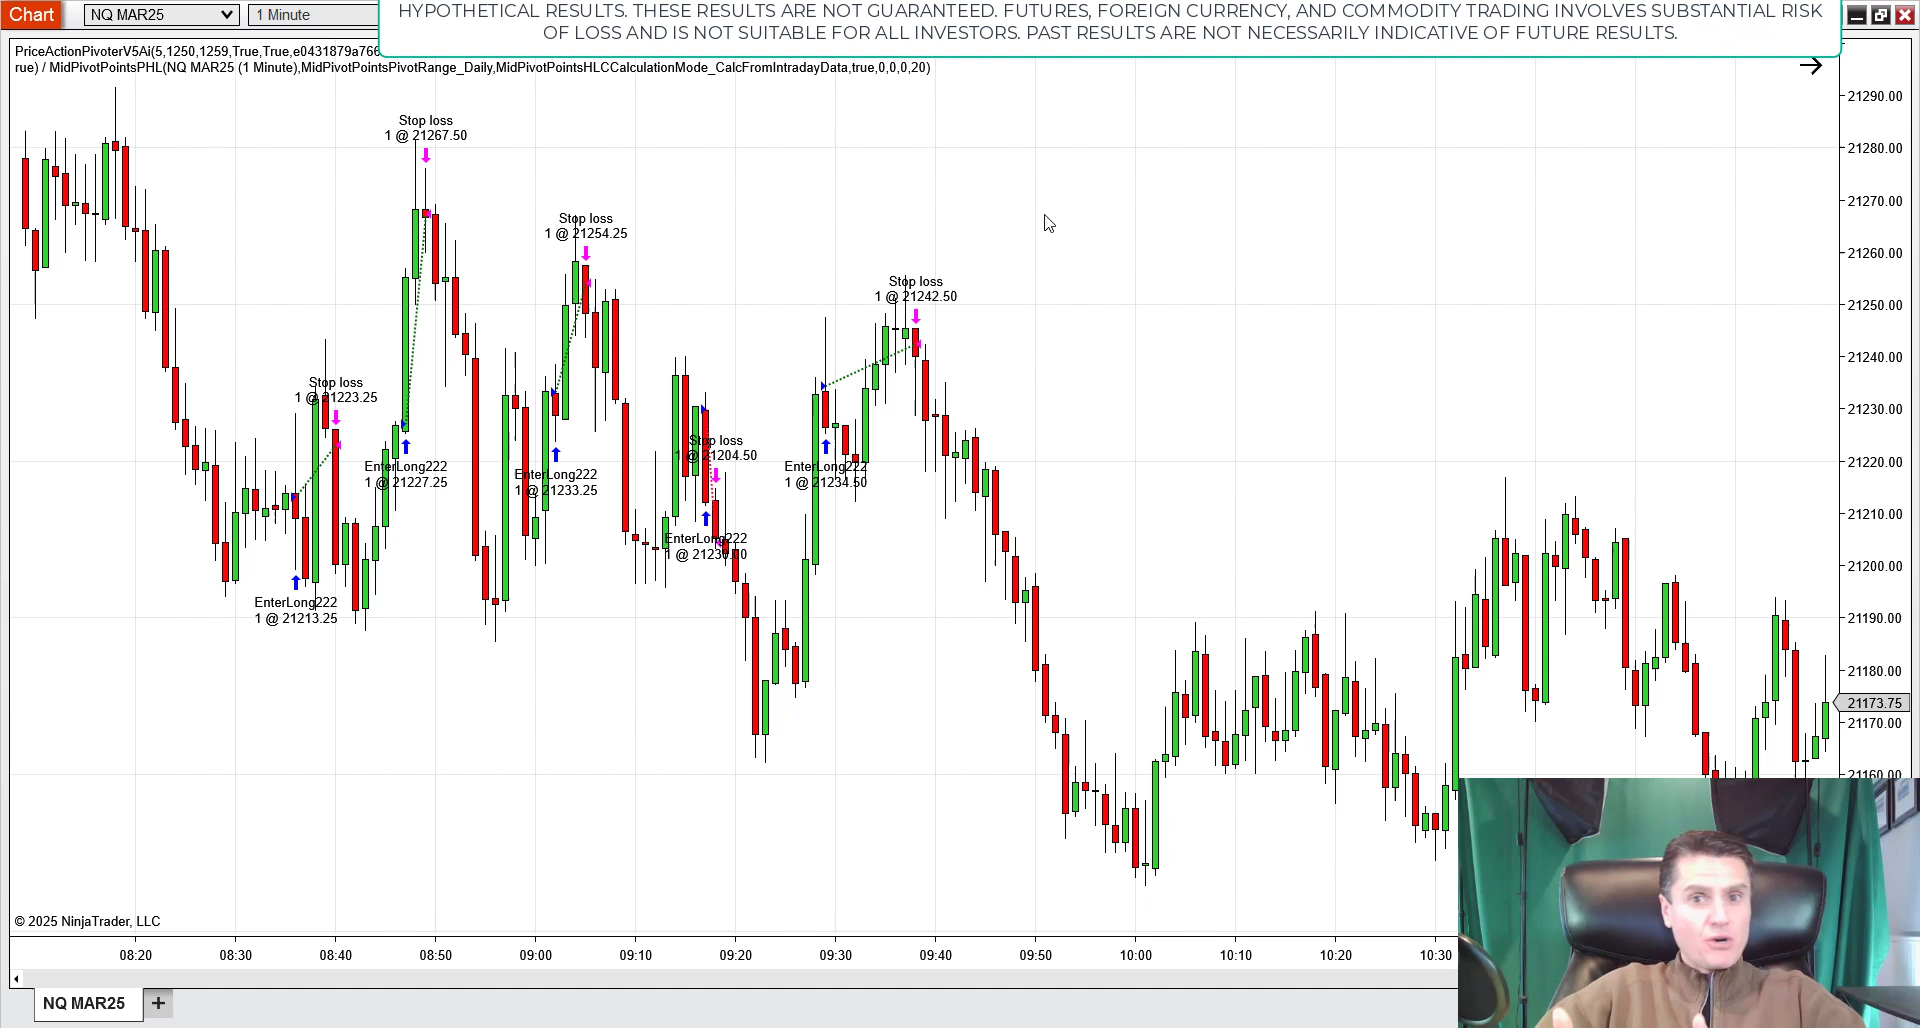 Chart
NQ MAR25
1 Minute
HYPOTHETICAL RESULTS. THESE RESULTS ARE NOT GUARANTEED. FUTURES, FOREIGN CURRENCY, AND COMMODITY TRADING INVOLVES SUBSTANTIAL RISK
OF LOSS AND IS NOT SUITABLE FOR ALL INVESTORS. PAST RESULTS ARE NOT NECESSARILY INDICATIVE OF FUTURE RESULTS.
PriceActionPivoterV5Ai(5,1250,1259,True,True,e0431879a766
rue) / MidPivotPointsPHL(NQ MAR25 (1 Minute),MidPivotPointsPivotRange_Daily,MidPivotPointsHLCCalculationMode_CalcFromIntradayData,true,0,0,0,20)
Stop loss
1 @ 21267.50
Stop loss
1 @ 21254.25
Stop loss
1 @ 21242.50
Stop loss
1 @ 21223.25
Stop loss
1 @ 21204.50
EnterLong222
1 @ 21227.25
EnterLong222
1 @ 21233.25
EnterLong222
1 @ 21234.50
EnterLong222
1 @ 21230.00
EnterLong222
1 @ 21213.25
21290.00
21280.00
21270.00
21260.00
21250.00
21240.00
21230.00
21220.00
21210.00
21200.00
21190.00
21180.00
21173.75
21170.00
21160.00
© 2025 NinjaTrader, LLC
08:20
08:30
08:40
08:50
09:00
09:10
09:20
09:30
09:40
09:50
10:00
10:10
10:20
10:30
NQ MAR25
+